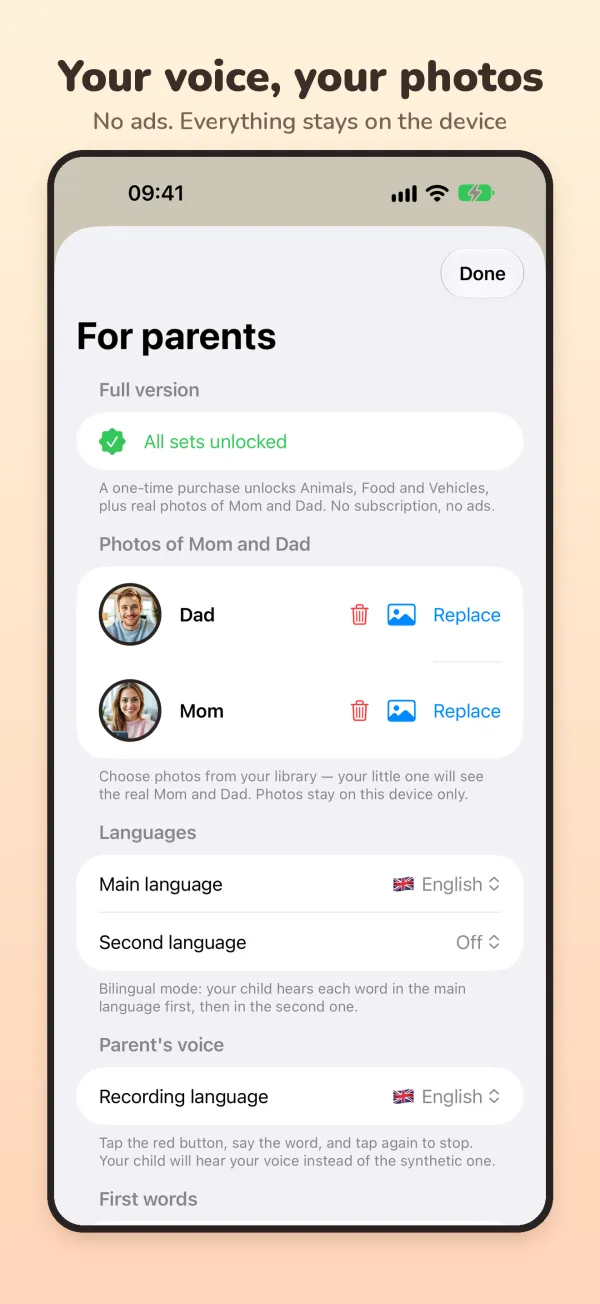 Your voice, your photos
No ads. Everything stays on the device
09:41
Done
For parents
Full version
All sets unlocked
A one-time purchase unlocks Animals, Food and Vehicles,
plus real photos of Mom and Dad. No subscription, no ads.
Photos of Mom and Dad
Dad Replace
Mom Replace
Choose photos from your library — your little one will see
the real Mom and Dad. Photos stay on this device only.
Languages
Main language English
Second language Off
Bilingual mode: your child hears each word in the main
language first, then in the second one.
Parent's voice
Recording language English
Tap the red button, say the word, and tap again to stop.
Your child will hear your voice instead of the synthetic one.
First words